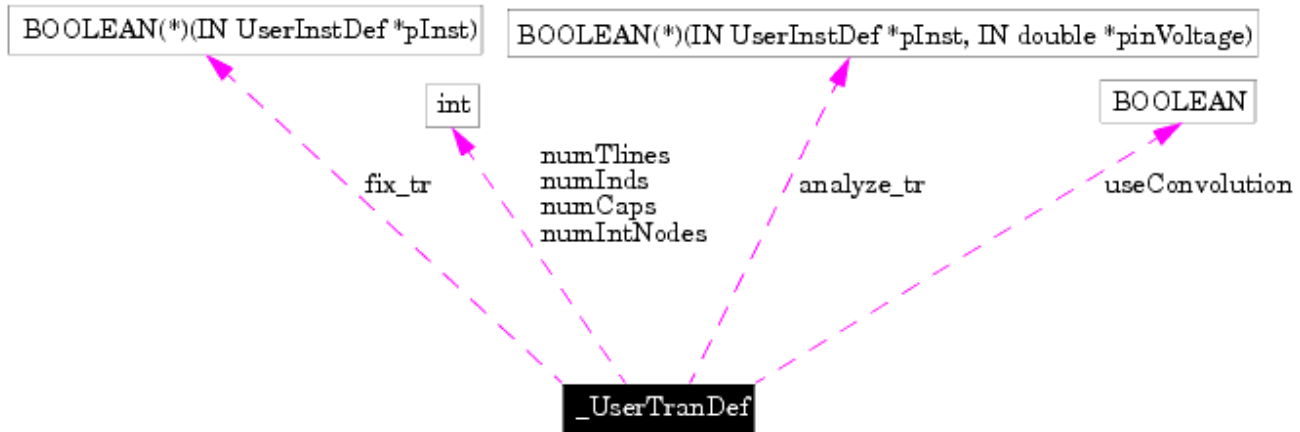 BOOLEAN(*)(IN UserInstDef *pInst)
BOOLEAN(*)(IN UserInstDef *pInst, IN double *pinVoltage)
int
BOOLEAN
fix_tr
numTlines
numInds
numCaps
numIntNodes
analyze_tr
useConvolution
_UserTranDef